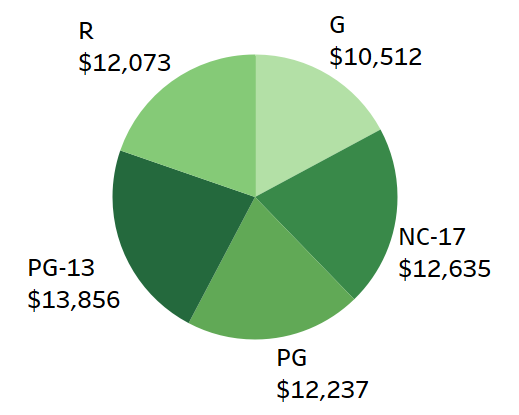 G
$10,512
R
$12,073
NC-17
$12,635
PG-13
$13,856
PG
$12,237